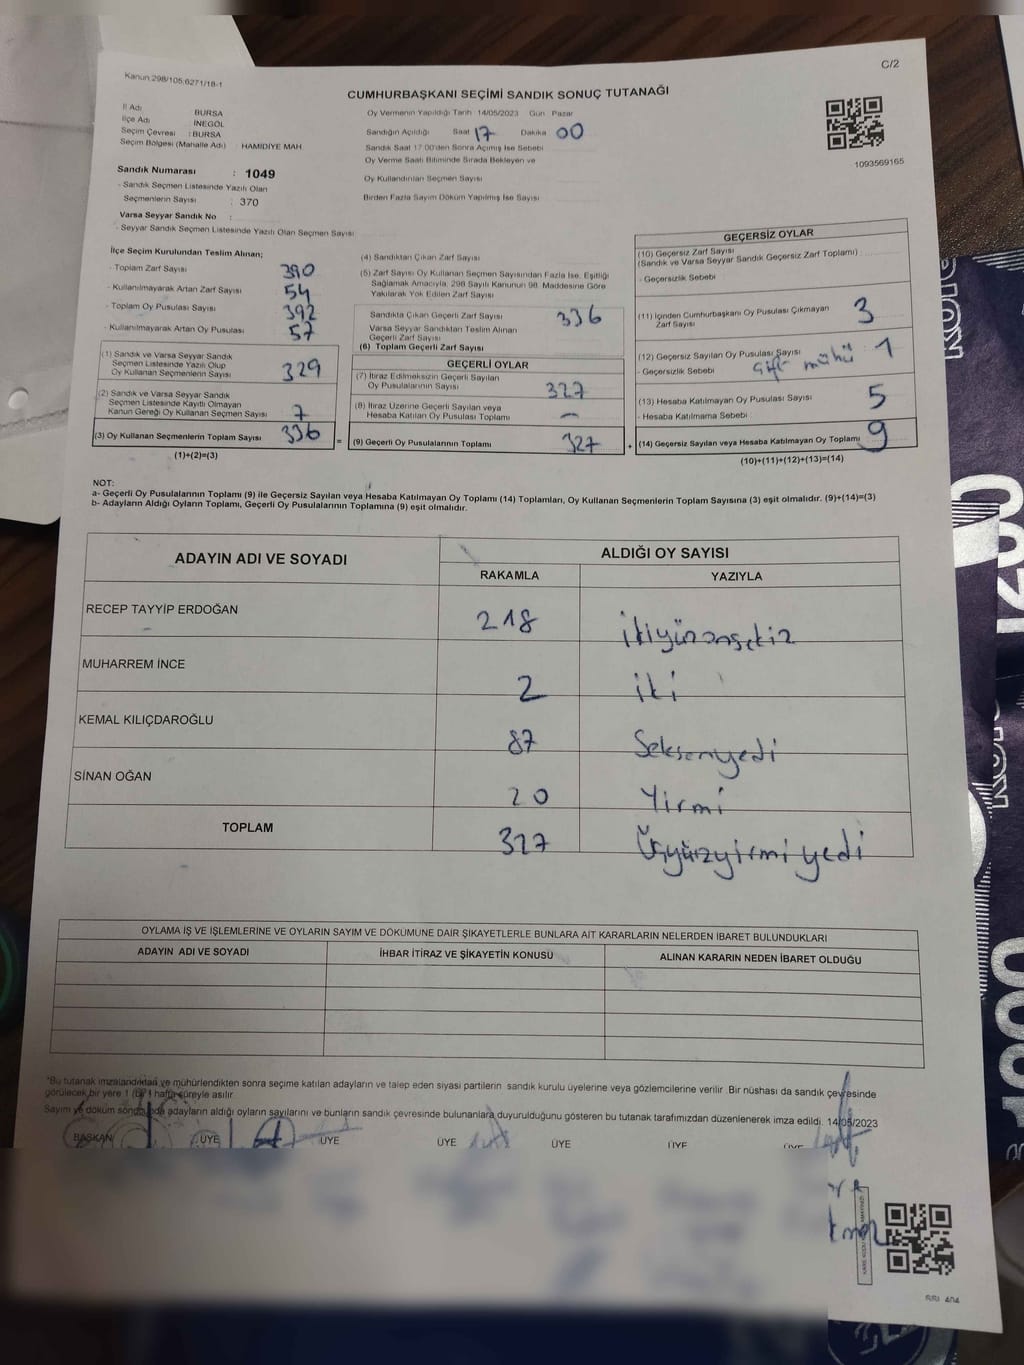 Kanun:298/105:6271/18-1
C/2
CUMHURBAŞKANI SEÇİMİ SANDIK SONUÇ TUTANAĞI
İl Adı BURSA
İlçe Adı : İNEGÖL
Seçim Çevresi : BURSA
Seçim Bölgesi (Mahalle Adı) : HAMİDİYE MAH
Sandık Numarası : 1049
- Sandık Seçmen Listesinde Yazılı Olan
Seçmenlerin Sayısı : 370
Varsa Seyyar Sandık No :
- Seyyar Sandık Seçmen Listesinde Yazılı Olan Seçmen Sayısı
Oy Vermenin Yapıldığı Tarih 14/05/2023 Gün Pazar
Sandığın Açıldığı Saat 17 Dakika 00
Sandık Saat 17:00'den Sonra Açımış İse Sebebi
Oy Verme Saati Bitiminde Sırada Bekleyen ve
Oy Kullandırılan Seçmen Sayısı
Birden Fazla Sayım Döküm Yapılmış İse Sayısı
1093569165
İlçe Seçim Kurulundan Teslim Alınan;
- Toplam Zarf Sayısı 390
- Kullanılmayarak Artan Zarf Sayısı 54
- Toplam Oy Pusulası Sayısı 392
- Kullanılmayarak Artan Oy Pusulası 57
(1) Sandık ve Varsa Seyyar Sandık
Seçmen Listesinde Yazılı Olup
Oy Kullanan Seçmenlerin Sayısı 329
(2) Sandık ve Varsa Seyyar Sandık
Seçmen Listesinde Kayıtlı Olmayan
Kanun Gereği Oy Kullanan Seçmen Sayısı 7
(3) Oy Kullanan Seçmenlerin Toplam Sayısı 336
(1)+(2)=(3)
(4) Sandıktan Çıkan Zarf Sayısı
(5) Zarf Sayısı Oy Kullanan Seçmen Sayısından Fazla İse, Eşitliği
Sağlamak Amacıyla, 298 Sayılı Kanunun 98. Maddesine Göre
Yakılarak Yok Edilen Zarf Sayısı
Sandıkta Çıkan Geçerli Zarf Sayısı 336
Varsa Seyyar Sandıktan Teslim Alınan
Geçerli Zarf Sayısı
(6) Toplam Geçerli Zarf Sayısı
GEÇERLİ OYLAR
(7) İtiraz Edilmeksizin Geçerli Sayılan
Oy Pusulalarının Sayısı 327
(8) İtiraz Üzerine Geçerli Sayılan veya
Hesaba Katılan Oy Pusulası Toplamı -
= (9) Geçerli Oy Pusulalarının Toplamı 327 +
GEÇERSİZ OYLAR
(10) Geçersiz Zarf Sayısı
(Sandık ve Varsa Seyyar Sandık Geçersiz Zarf Toplamı)
- Geçersizlik Sebebi
(11) İçinden Cumhurbaşkanı Oy Pusulası Çıkmayan
Zarf Sayısı 3
(12) Geçersiz Sayılan Oy Pusulası Sayısı 1
- Geçersizlik Sebebi Çift mühü
(13) Hesaba Katılmayan Oy Pusulası Sayısı 5
- Hesaba Katılmama Sebebi
(14) Geçersiz Sayılan veya Hesaba Katılmayan Oy Toplamı 9
(10)+(11)+(12)+(13)=(14)
NOT:
a- Geçerli Oy Pusulalarının Toplamı (9) ile Geçersiz Sayılan veya Hesaba Katılmayan Oy Toplamı (14) Toplamları, Oy Kullanan Seçmenlerin Toplam Sayısına (3) eşit olmalıdır. (9)+(14)=(3)
b- Adayların Aldığı Oyların Toplamı, Geçerli Oy Pusulalarının Toplamına (9) eşit olmalıdır.
ADAYIN ADI VE SOYADI
ALDIĞI OY SAYISI
RAKAMLA YAZIYLA
RECEP TAYYİP ERDOĞAN 218 ikiyüzonsekiz
MUHARREM İNCE 2 iki
KEMAL KILIÇDAROĞLU 87 Seksenyedi
SİNAN OĞAN 20 Yirmi
TOPLAM 327 Üçyüzyirmiyedi
OYLAMA İŞ VE İŞLEMLERİNE VE OYLARIN SAYIM VE DÖKÜMÜNE DAİR ŞİKAYETLERLE BUNLARA AİT KARARLARIN NELERDEN İBARET BULUNDUKLARI
ADAYIN ADI VE SOYADI İHBAR İTİRAZ VE ŞİKAYETİN KONUSU ALINAN KARARIN NEDEN İBARET OLDUĞU
*Bu tutanak imzalandıktan ve mühürlendikten sonra seçime katılan adayların ve talep eden siyasi partilerin sandık kurulu üyelerine veya gözlemcilerine verilir. Bir nüshası da sandık çevresinde
görülecek bir yere 1 (bir) hafta süreyle asılır.
Sayım ve döküm sonucunda adayların aldığı oyların sayılarını ve bunların sandık çevresinde bulunanlara duyurulduğunu gösteren bu tutanak tarafımızdan düzenlenerek imza edildi. 14/05/2023
BAŞKAN ÜYE ÜYE ÜYE ÜYE ÜYE ÜYE